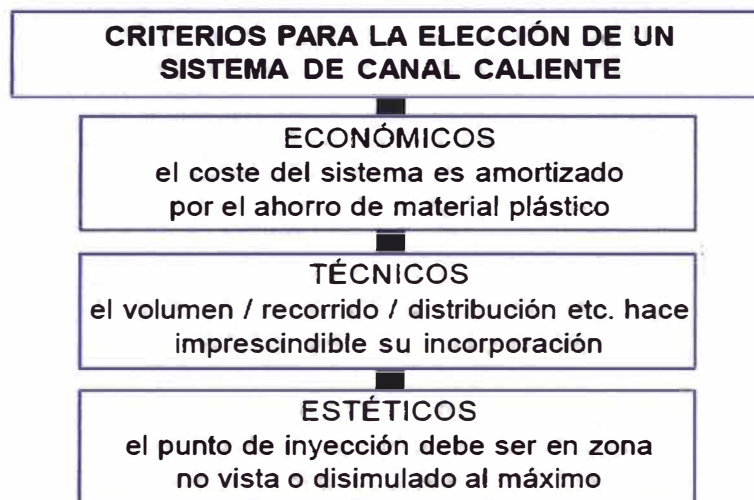 CRITERIOS PARA LA ELECCIÓN DE UN
SISTEMA DE CANAL CALIENTE
ECONÓMICOS
el coste del sistema es amortizado
por el ahorro de material plástico
TÉCNICOS
el volumen / recorrido / distribución etc. hace
imprescindible su incorporación
ESTÉTICOS
el punto de inyección debe ser en zona
no vista o disimulado al máximo